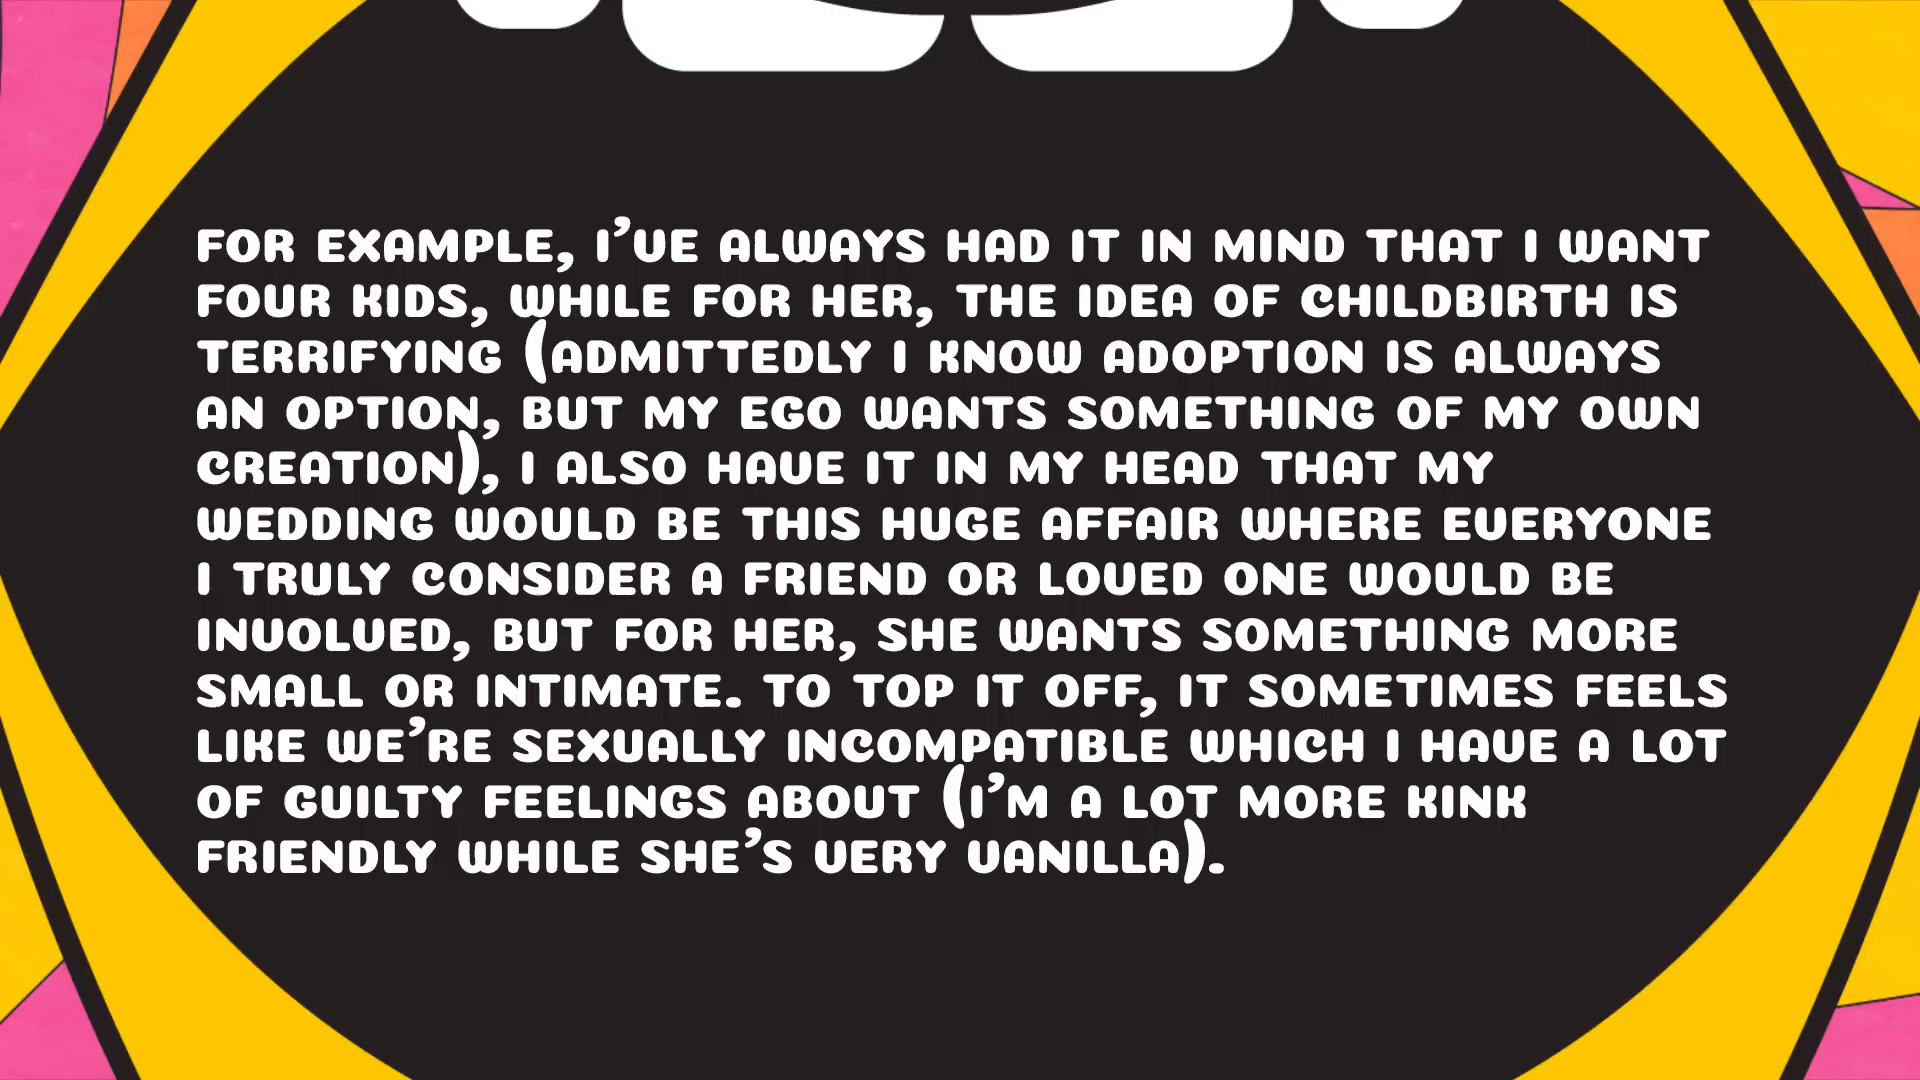 FOR EXAMPLE, I'VE ALWAYS HAD IT IN MIND THAT I WANT
FOUR KIDS, WHILE FOR HER, THE IDEA OF CHILDBIRTH IS
TERRIFYING (ADMITTEDLY I KNOW ADOPTION IS ALWAYS
AN OPTION, BUT MY EGO WANTS SOMETHING OF MY OWN
CREATION), I ALSO HAVE IT IN MY HEAD THAT MY
WEDDING WOULD BE THIS HUGE AFFAIR WHERE EVERYONE
I TRULY CONSIDER A FRIEND OR LOVED ONE WOULD BE
INVOLVED, BUT FOR HER, SHE WANTS SOMETHING MORE
SMALL OR INTIMATE. TO TOP IT OFF, IT SOMETIMES FEELS
LIKE WE'RE SEXUALLY INCOMPATIBLE WHICH I HAVE A LOT
OF GUILTY FEELINGS ABOUT (I'M A LOT MORE KINK
FRIENDLY WHILE SHE'S VERY VANILLA).